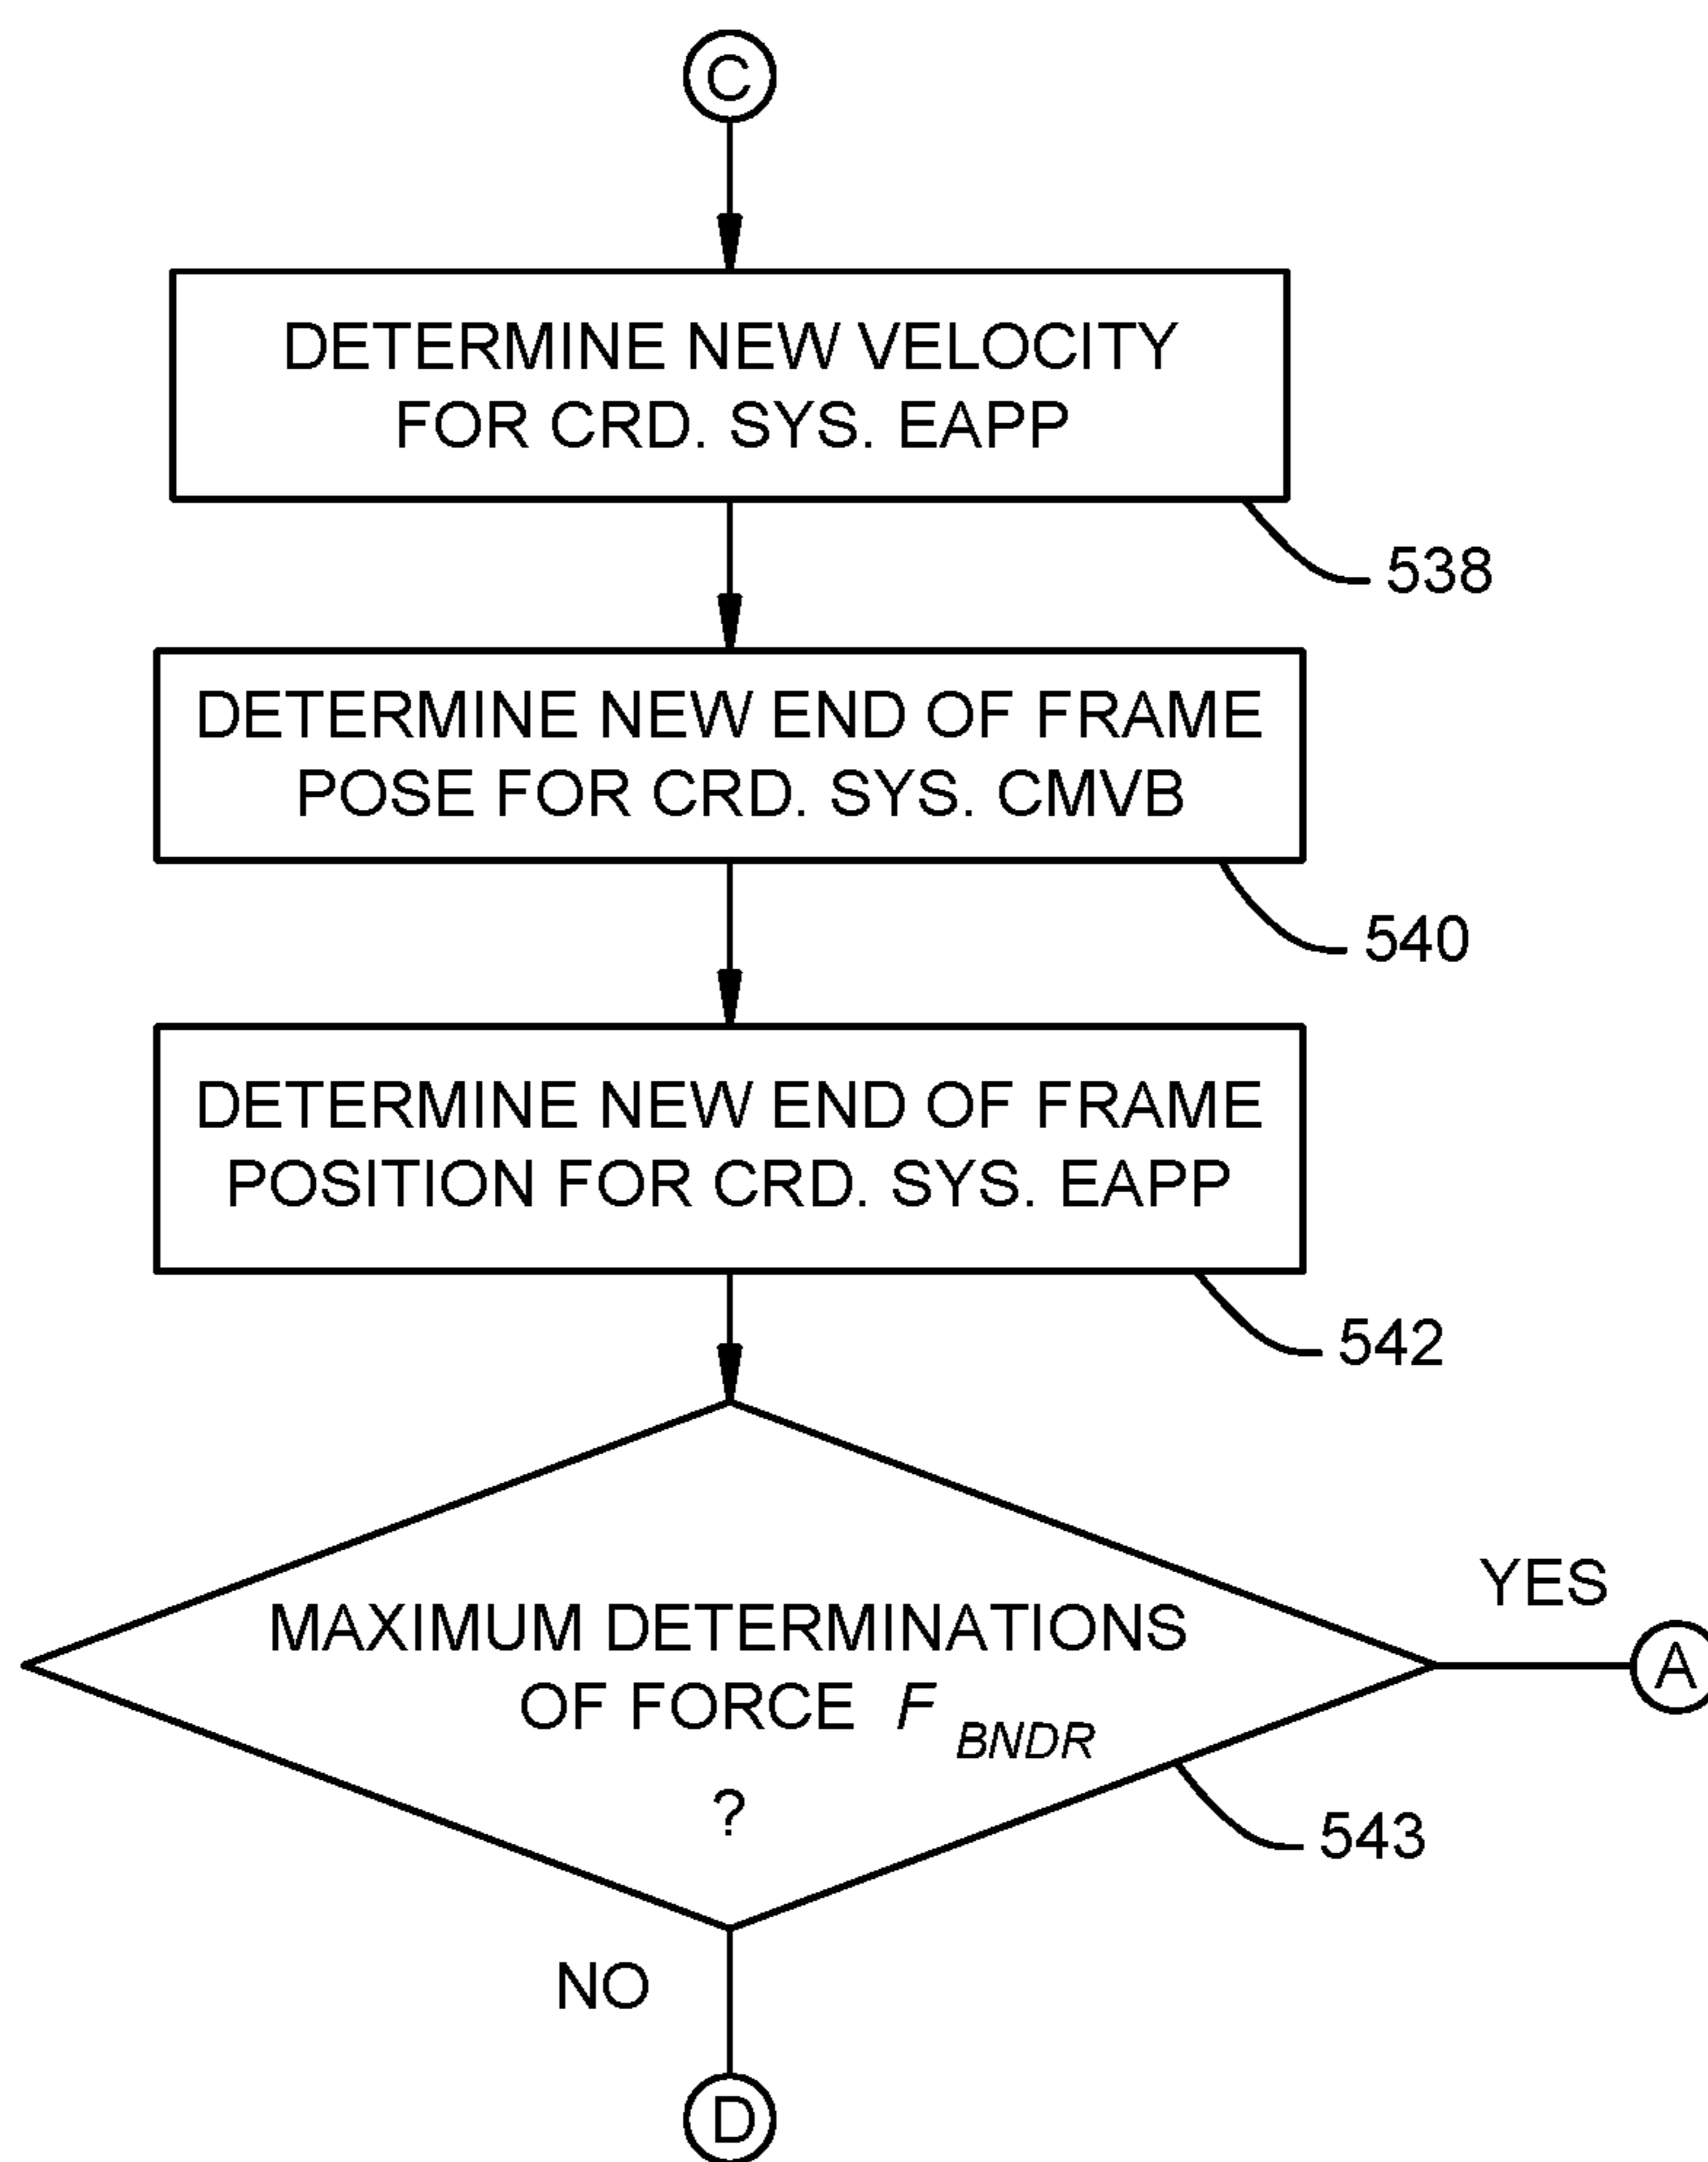 C
DETERMINE NEW VELOCITY
FOR CRD. SYS. EAPP
538
DETERMINE NEW END OF FRAME
POSE FOR CRD. SYS. CMVB
540
DETERMINE NEW END OF FRAME
POSITION FOR CRD. SYS. EAPP
542
MAXIMUM DETERMINATIONS
OF FORCE F BNDR
?
YES
A
543
NO
D